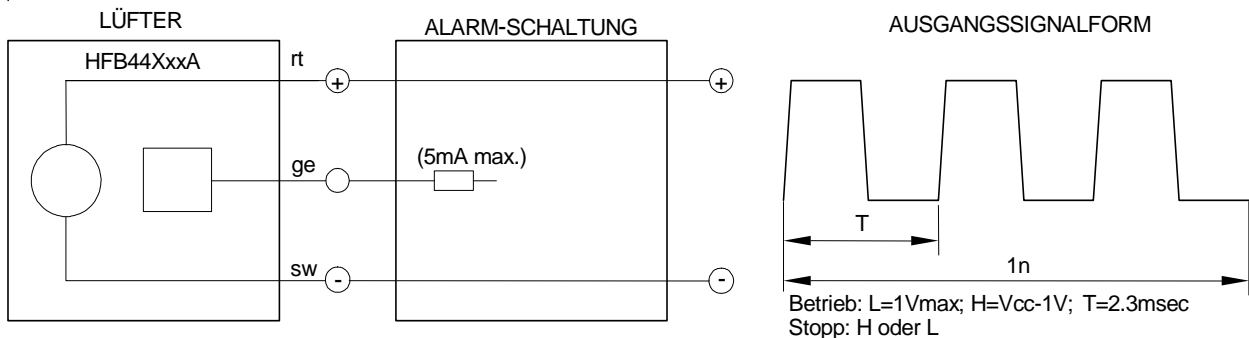 LÜFTER
HFB44XxxA
rt
+
ge
sw
-
ALARM-SCHALTUNG
(5mA max.)
+
-
AUSGANGSSIGNALFORM
T
1n
Betrieb: L=1Vmax; H=Vcc-1V; T=2.3msec
Stopp: H oder L